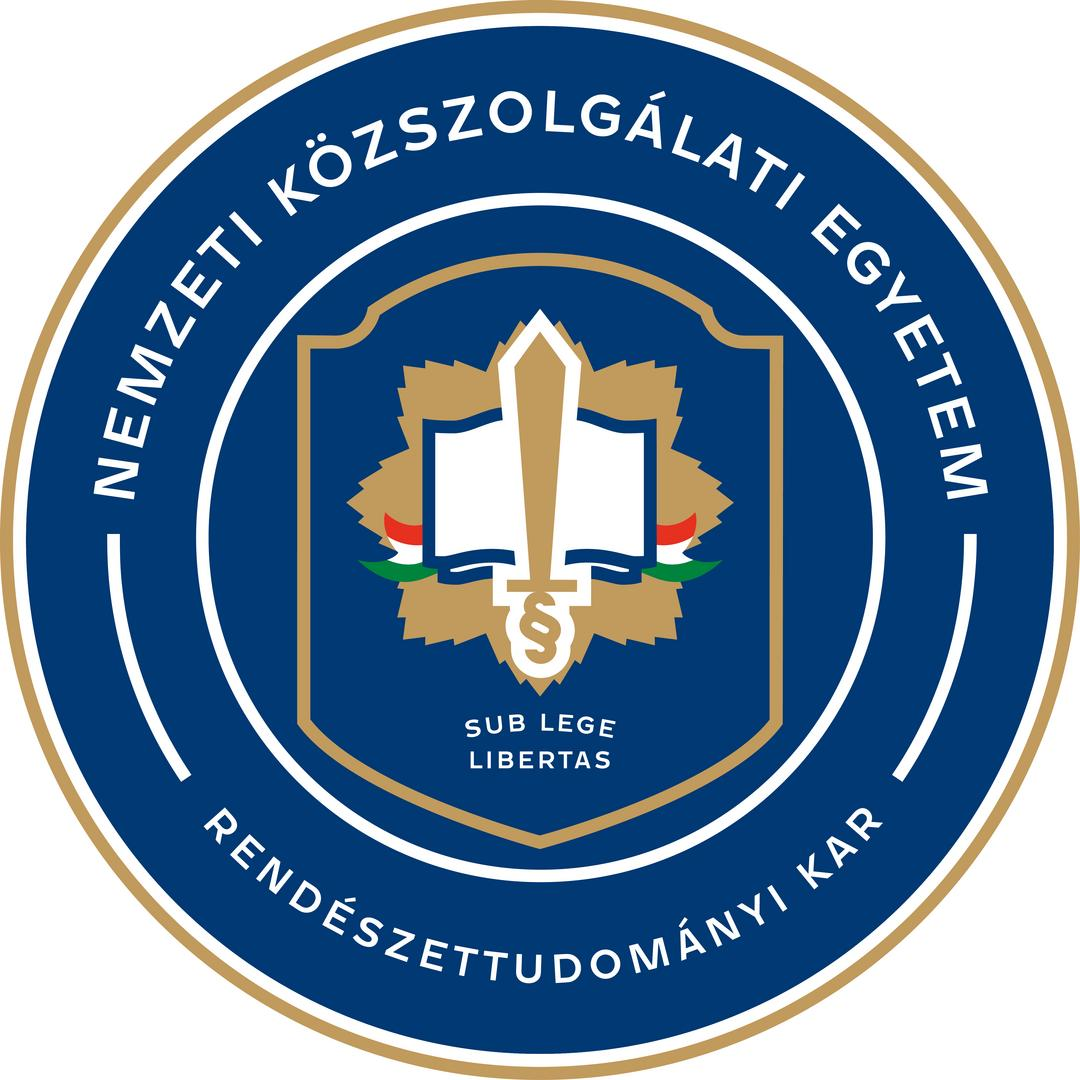 NEMZETI KÖZSZOLGÁLATI EGYETEM
§
SUB LEGE
LIBERTAS
RENDÉSZETTUDOMÁNYI KAR